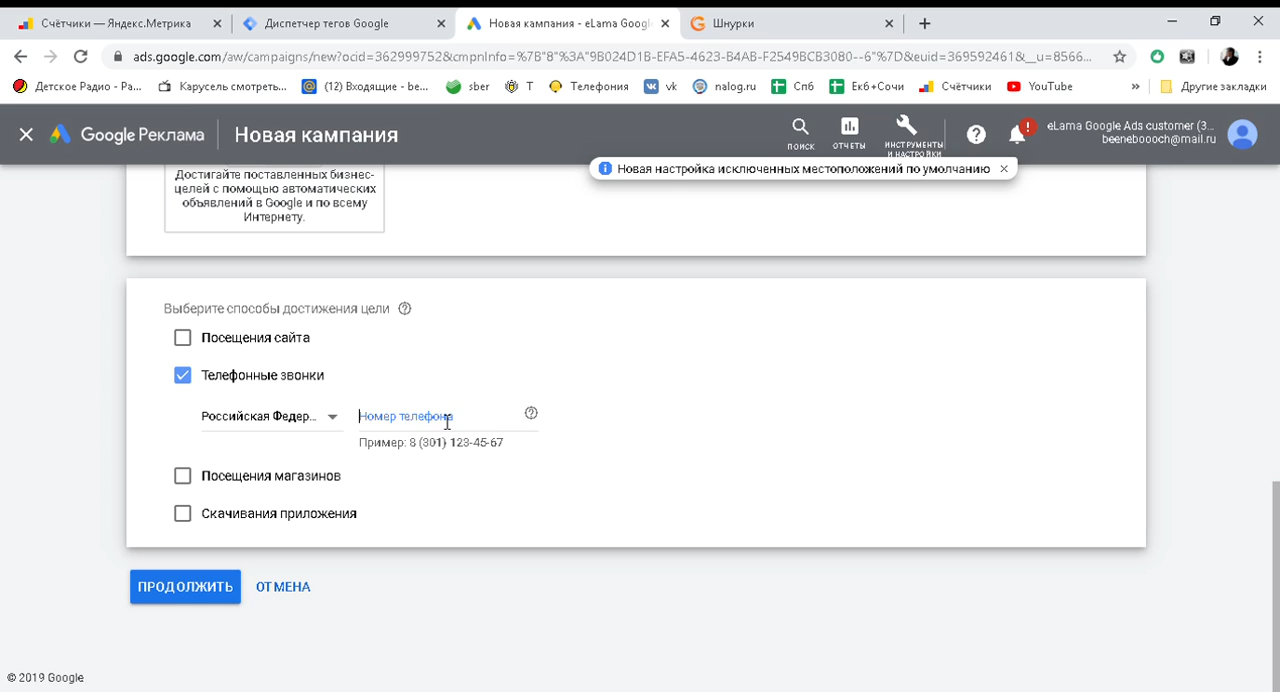 Счётчики — Яндекс.Метрика
Диспетчер тегов Google
Новая кампания - eLama Googl
Шнурки
ads.google.com/aw/campaigns/new?ocid=362999752&cmpnInfo=%7B"8"%3A"9B024D1B-EFA5-4623-B4AB-F2549BCB3080--6"%7D&euid=369592461&__u=8566...
Детское Радио - Ра...
Карусель смотреть...
(12) Входящие - be...
ber
T
Телефония
vk
nalog.ru
Спб
Екб+Сочи
Счётчики
YouTube
»
Другие закладки
Google Реклама
Новая кампания
ПОИСК
ОТЧЕТЫ
ИНСТРУМЕНТЫ
И НАСТРОЙКИ
eLama Google Ads customer (3...
beeneboooch@mail.ru
Новая настройка исключенных местоположений по умолчанию
Достигайте поставленных бизнес-
целей с помощью автоматических
объявлений в Google и по всему
Интернету.
Выберите способы достижения цели
Посещения сайта
Телефонные звонки
Российская Федер...
Номер телефона
Пример: 8 (301) 123-45-67
Посещения магазинов
Скачивания приложения
ПРОДОЛЖИТЬ
ОТМЕНА
© 2019 Google